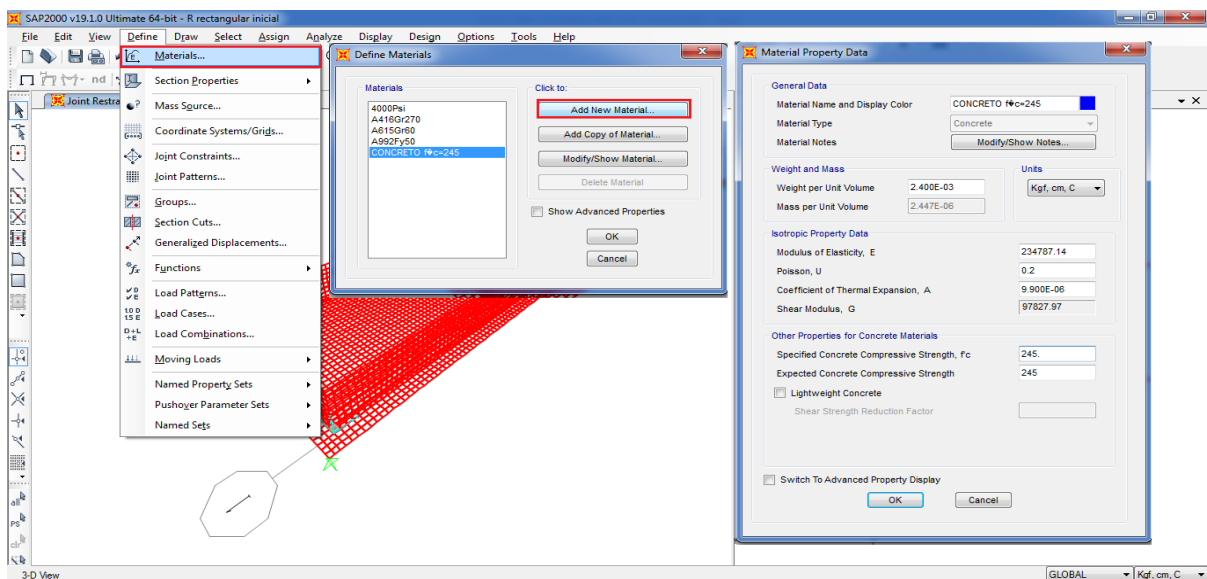 SAP2000 v19.1.0 Ultimate 64-bit - R rectangular inicial
File Edit View Define Draw Select Assign Analyze Display Design Options Tools Help
nd
Joint Restra
Materials...
Section Properties
Mass Source...
Coordinate Systems/Grids...
Joint Constraints...
Joint Patterns...
Groups...
Section Cuts...
Generalized Displacements...
Functions
Load Patterns...
Load Cases...
Load Combinations...
Moving Loads
Named Property Sets
Pushover Parameter Sets
Named Sets
Define Materials
Materials
4000Psi
A416Gr270
A615Gr60
A992Fy50
CONCRETO f�c=245
Click to:
Add New Material...
Add Copy of Material...
Modify/Show Material...
Delete Material
Show Advanced Properties
OK
Cancel
Material Property Data
General Data
Material Name and Display Color CONCRETO f�c=245
Material Type Concrete
Material Notes Modify/Show Notes...
Weight and Mass
Weight per Unit Volume 2.400E-03
Mass per Unit Volume 2.447E-06
Units
Kgf, cm, C
Isotropic Property Data
Modulus of Elasticity, E 234787.14
Poisson, U 0.2
Coefficient of Thermal Expansion, A 9.900E-06
Shear Modulus, G 97827.97
Other Properties for Concrete Materials
Specified Concrete Compressive Strength, f'c 245.
Expected Concrete Compressive Strength 245
Lightweight Concrete
Shear Strength Reduction Factor
Switch To Advanced Property Display
OK Cancel
all
PS
clr
3-D View
GLOBAL Kgf, cm, C